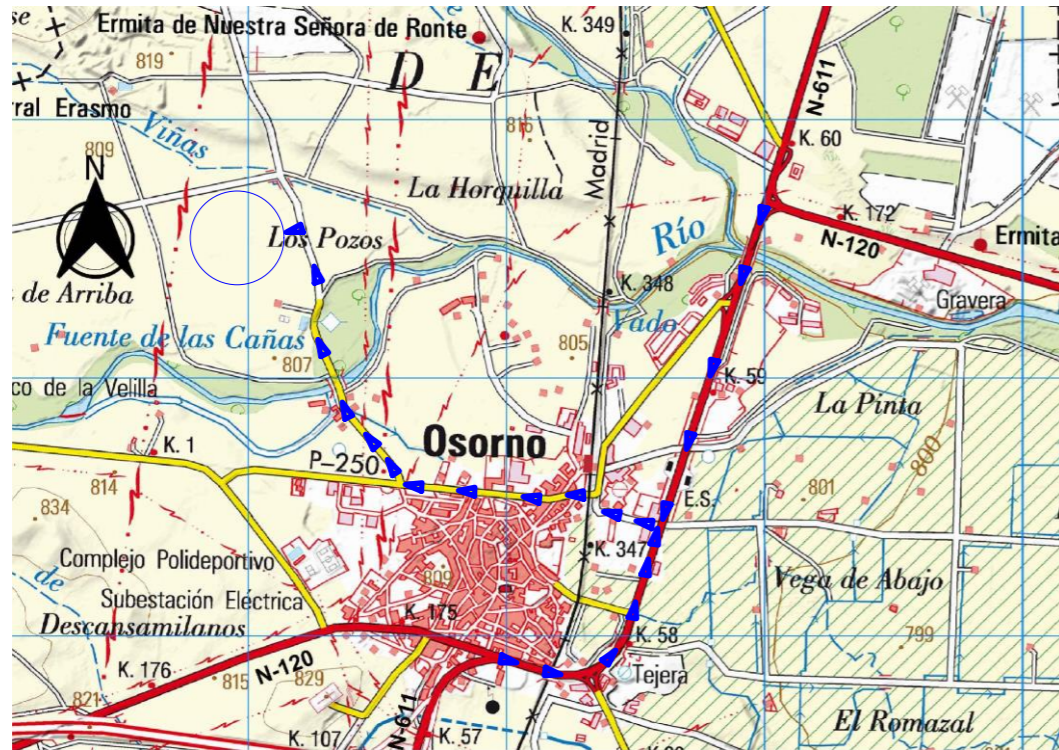 Ermita de Nuestra Señora de Ronte
K. 349
819
D E
N-611
ral Erasmo
Viñas
816
Madrid
K. 60
809
N
La Horquilla
K. 172
Río
N-120
Ermita
Los Pozos
de Arriba
K. 348
Gravera
Fuente de las Cañas
Vado
807
805
K. 59
co de la Velilla
La Pinta
Osorno
800
K. 1
P-250
814
E.S.
801
834
K. 347
Complejo Polideportivo
809
Vega de Abajo
de
Subestación Eléctrica
K. 175
Descansamilanos
799
K. 58
N-120
K. 176
815
829
Tejera
821
N-611
El Romazal
K. 107
K. 57